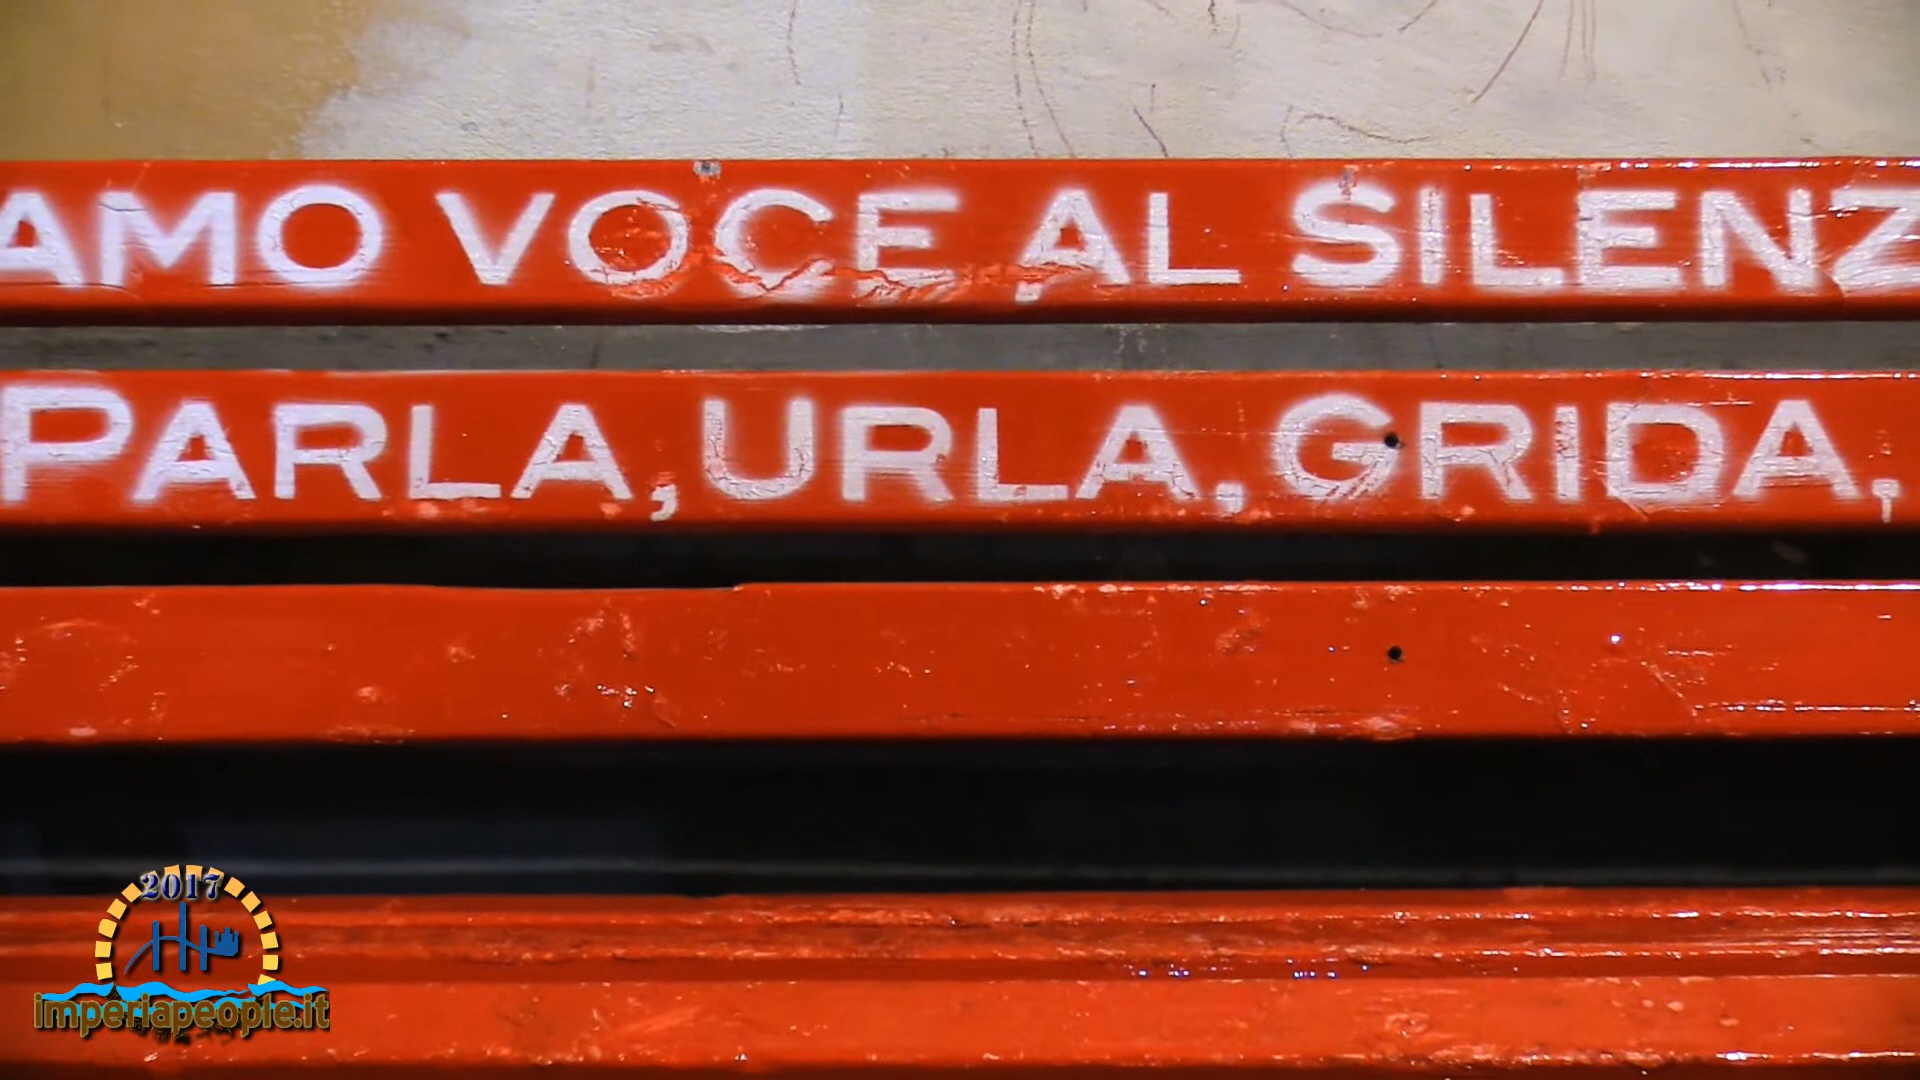 AMO VOCE AL SILENZ
PARLA, URLA, GRIDA,
2017
imperiapeople.it